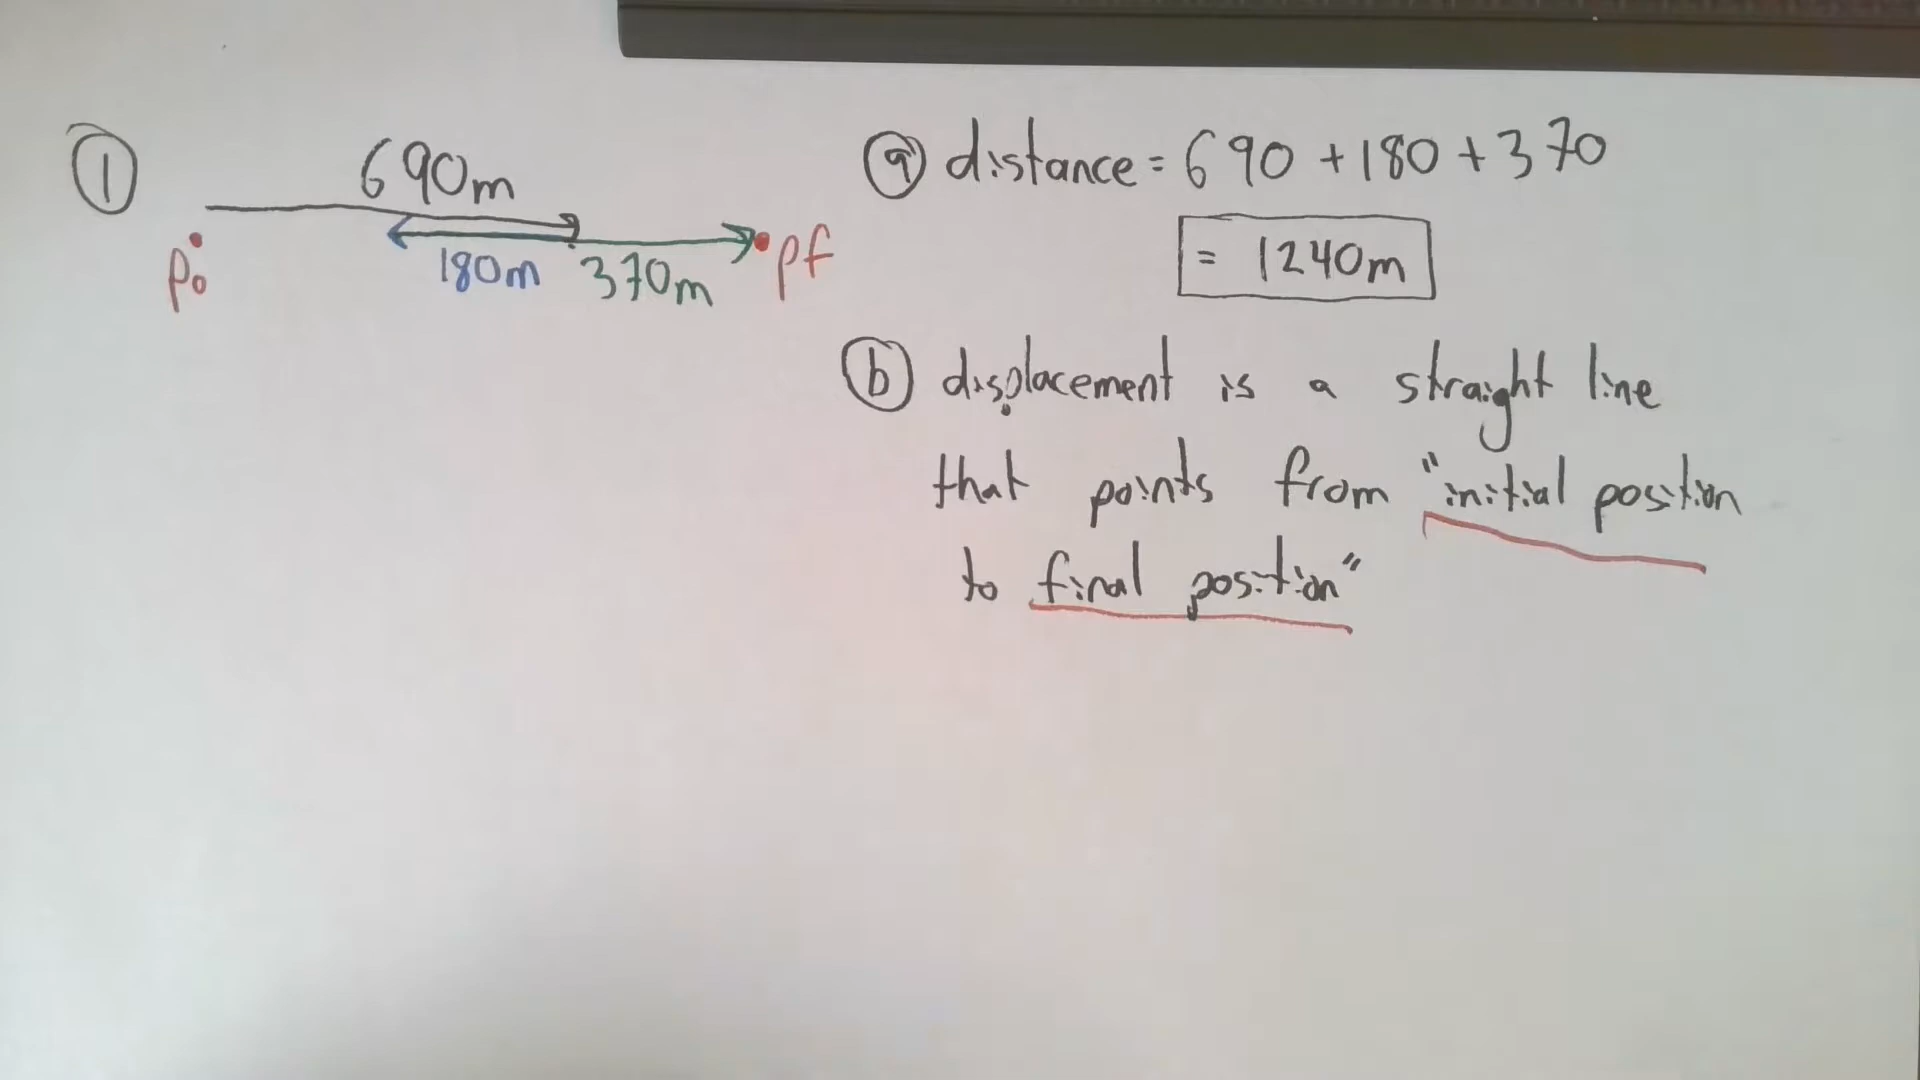 ①
690m
180m
370m
Po
Pf
ⓐ distance = 690 + 180 + 370
= 1240m
ⓑ displacement is a straight line
that points from "initial position
to final position"